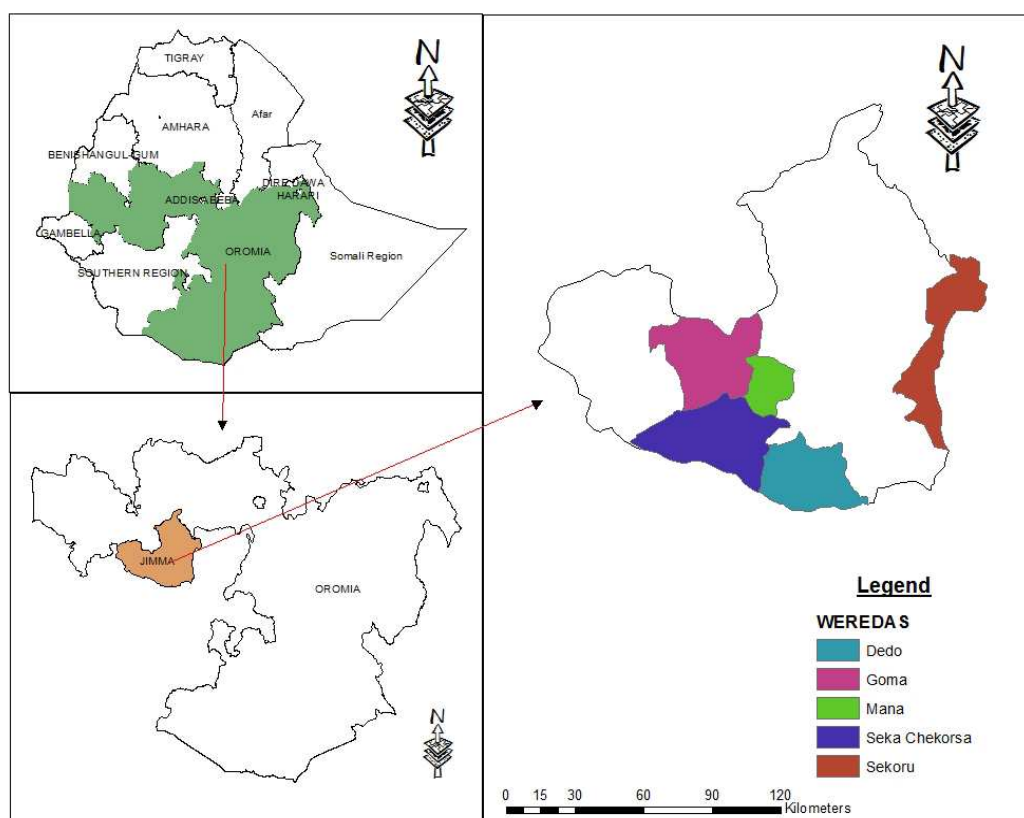 N
TIGRAY
Afar
AMHARA
BENISHANGUL-GUM
DIRE DAWA
ADDIS ABEBA
HARARI
GAMBELLA
OROMIA
Somali Region
SOUTHERN REGION
N
JIMMA
OROMIA
N
Legend
WEREDAS
Dedo
Goma
Mana
Seka Chekorsa
Sekoru
0 15 30 60 90 120
Kilometers